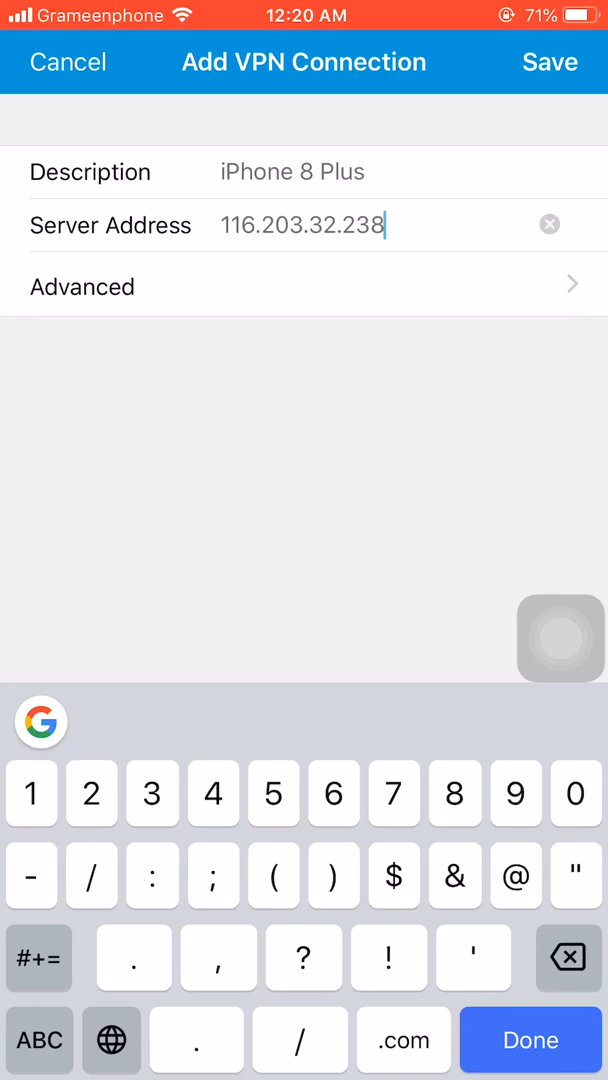 Grameenphone 12:20 AM 71%
Cancel Add VPN Connection Save
Description iPhone 8 Plus
Server Address 116.203.32.238
Advanced
G
1 2 3 4 5 6 7 8 9 0
- / : ; ( ) $ & @ "
#+= . , ? ! '
ABC . / .com Done